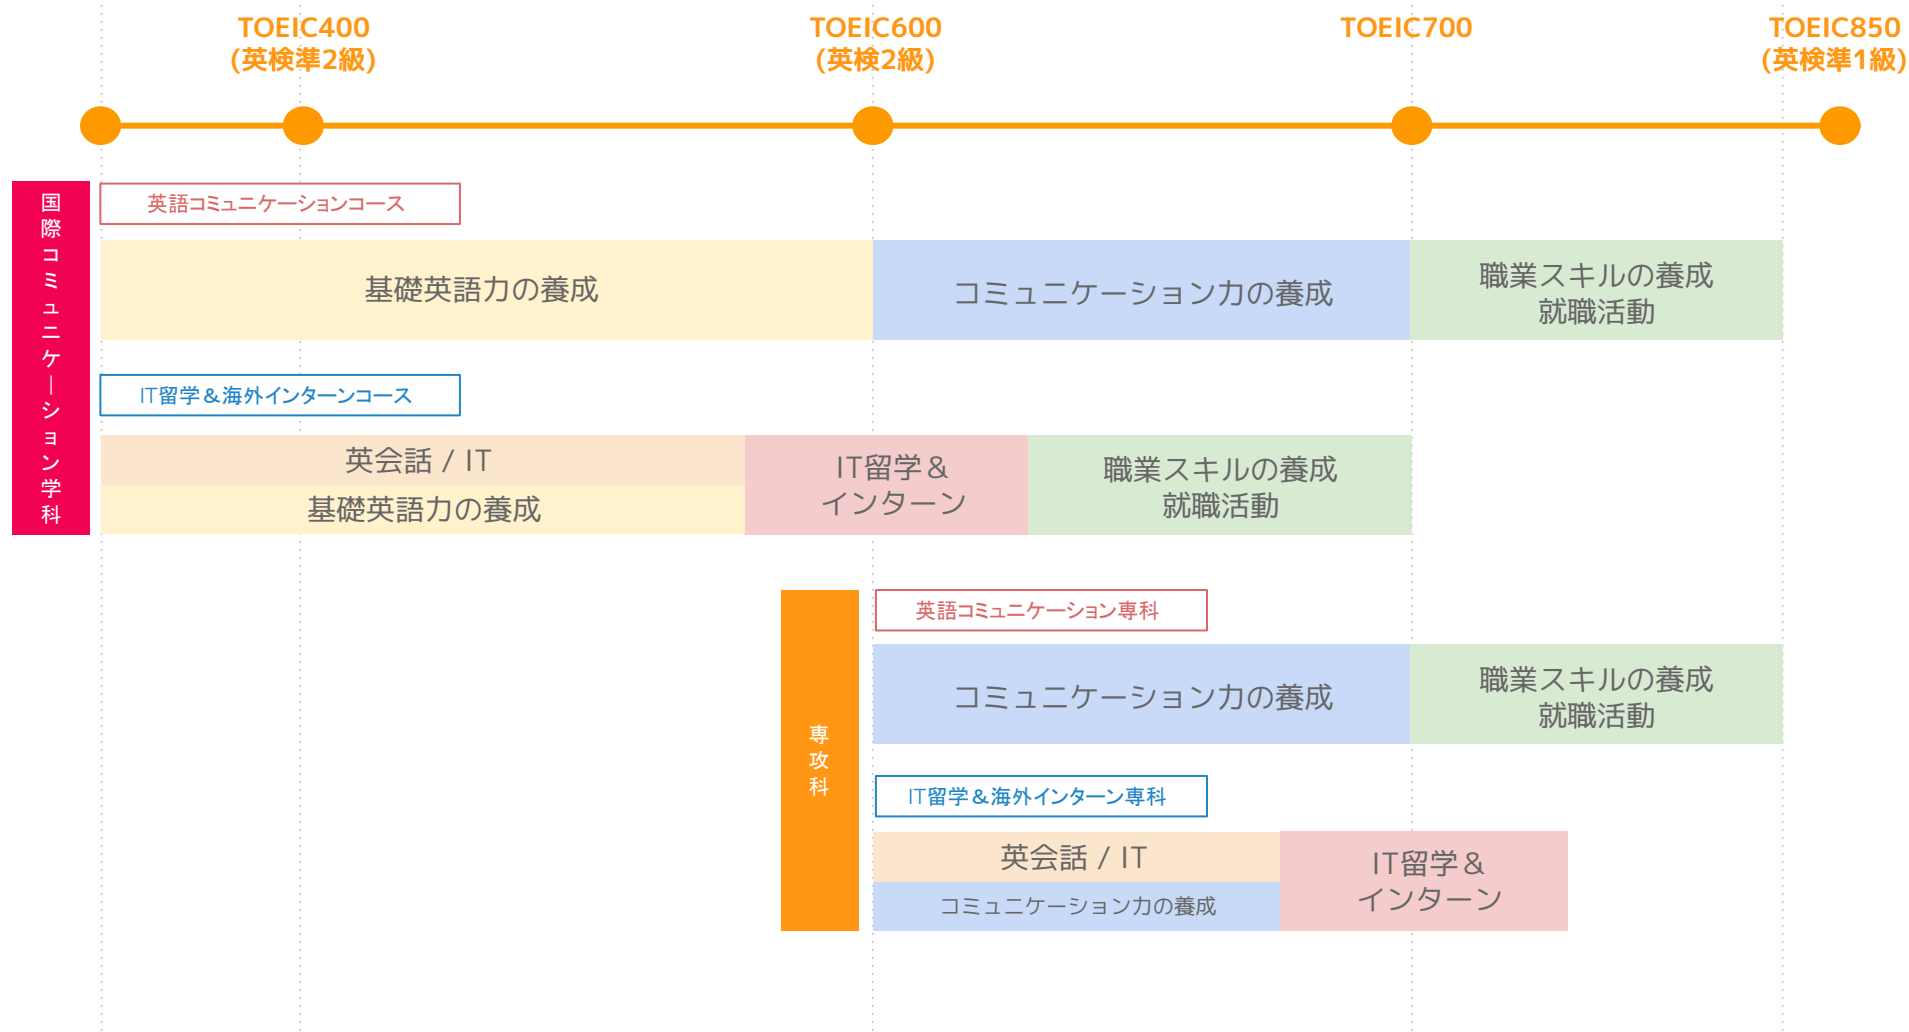 TOEIC400
(英検準2級)
TOEIC600
(英検2級)
TOEIC700
TOEIC850
(英検準1級)
国際コミュニケーション学科
英語コミュニケーションコース
基礎英語力の養成
コミュニケーション力の養成
職業スキルの養成
就職活動
IT留学＆海外インターンコース
英会話 / IT
基礎英語力の養成
IT留学＆
インターン
職業スキルの養成
就職活動
専攻科
英語コミュニケーション専科
コミュニケーション力の養成
職業スキルの養成
就職活動
IT留学＆海外インターン専科
英会話 / IT
コミュニケーション力の養成
IT留学＆
インターン